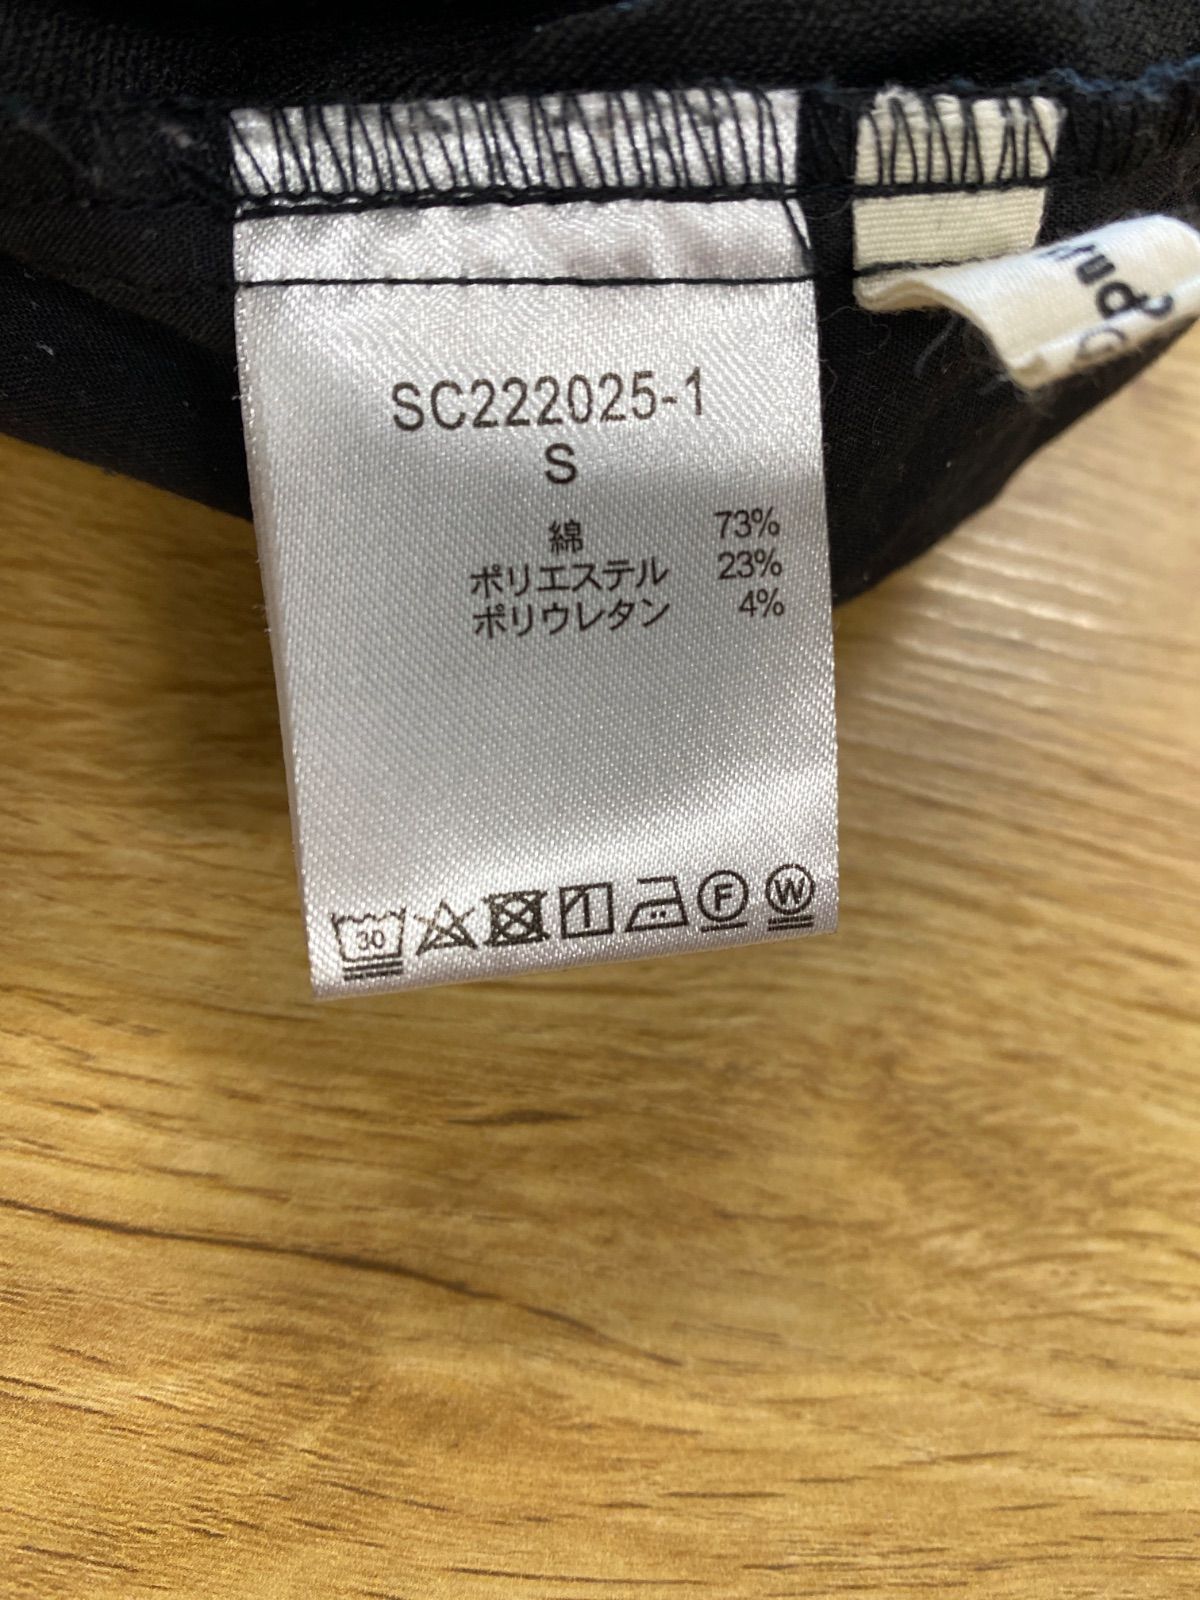 SC222025-1
S
綿 73%
ポリエステル 23%
ポリウレタン 4%
30 1 F W